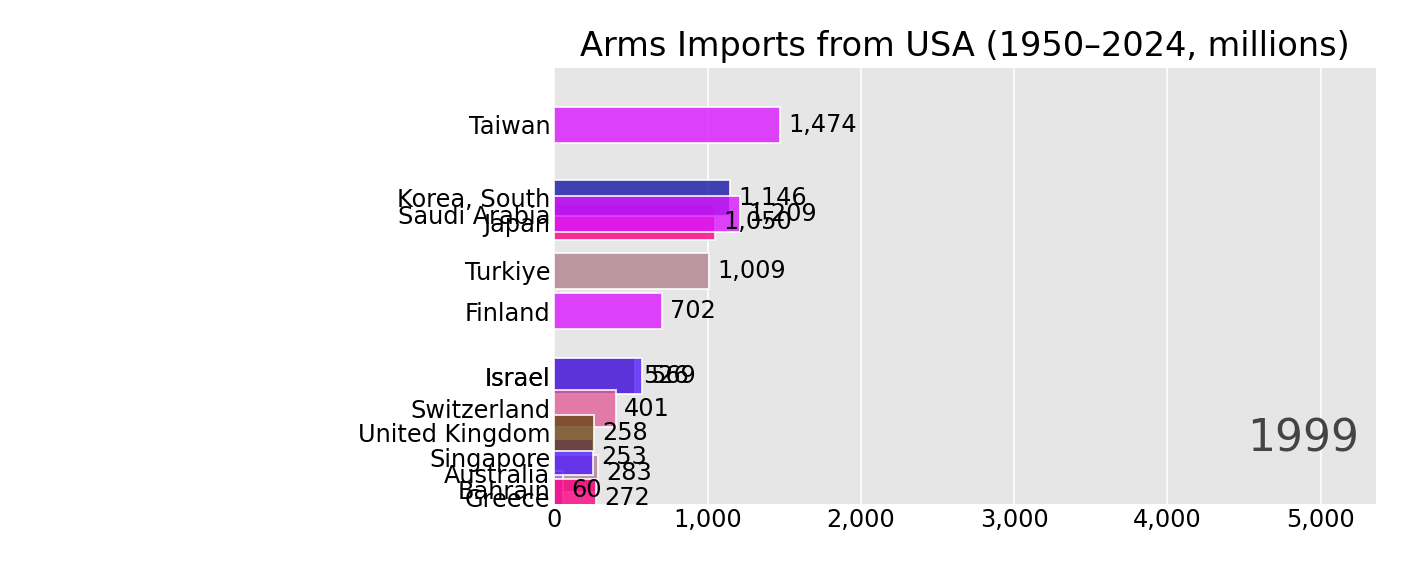 Arms Imports from USA (1950–2024, millions)
Taiwan 1,474
Korea, South 1,146
Saudi Arabia 1,209
Japan 1,050
Turkiye 1,009
Finland 702
Israel 526 569
Switzerland 401
United Kingdom 258
1999
Singapore 253
Australia 283
Bahrain 60
Greece 272
0 1,000 2,000 3,000 4,000 5,000